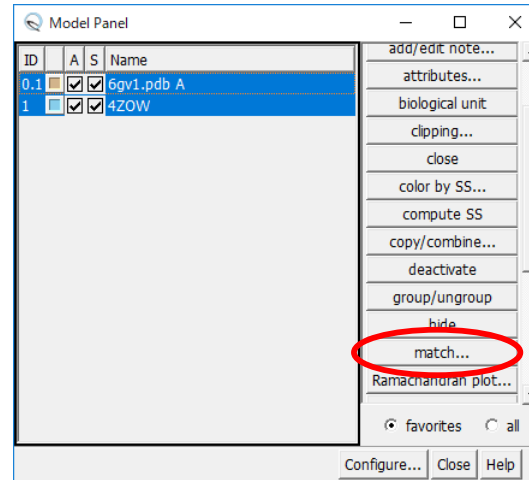 Model Panel
ID A S Name
0.1 6gv1.pdb A
1 4ZOW
add/edit note...
attributes...
biological unit
clipping...
close
color by SS...
compute SS
copy/combine...
deactivate
group/ungroup
hide
match...
Ramachandran plot...
favorites all
Configure... Close Help